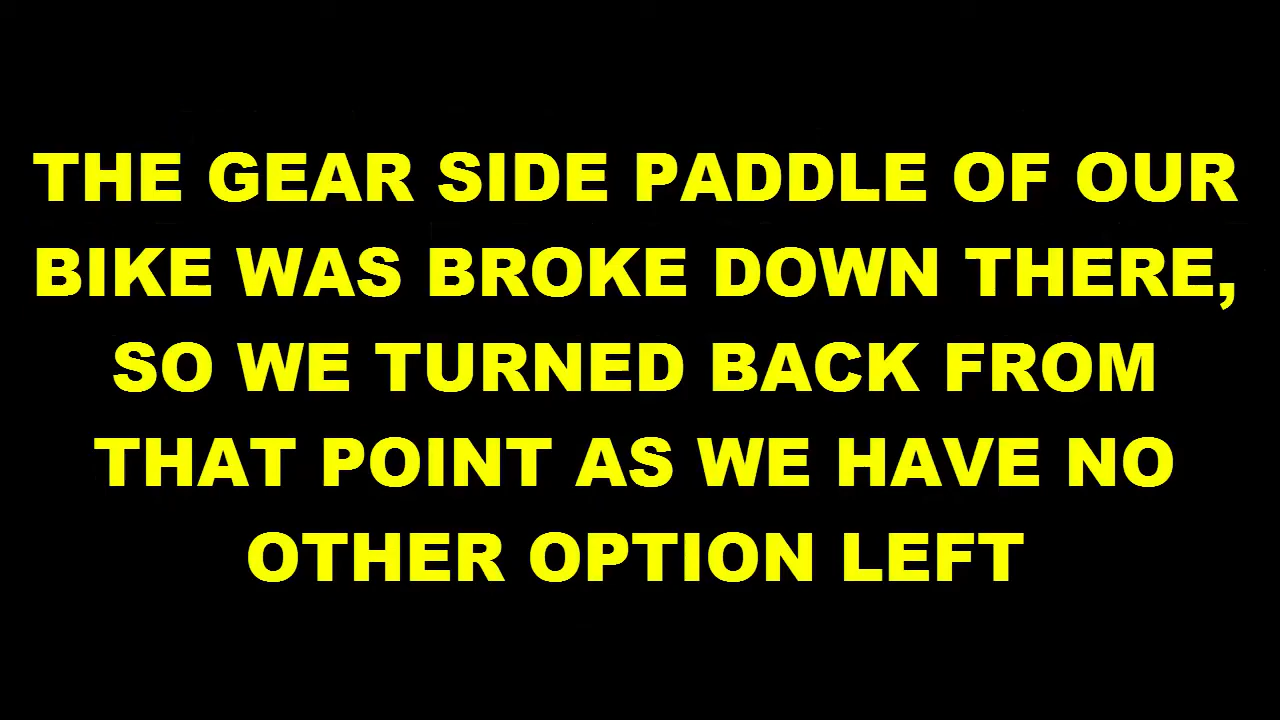 THE GEAR SIDE PADDLE OF OUR
BIKE WAS BROKE DOWN THERE,
SO WE TURNED BACK FROM
THAT POINT AS WE HAVE NO
OTHER OPTION LEFT